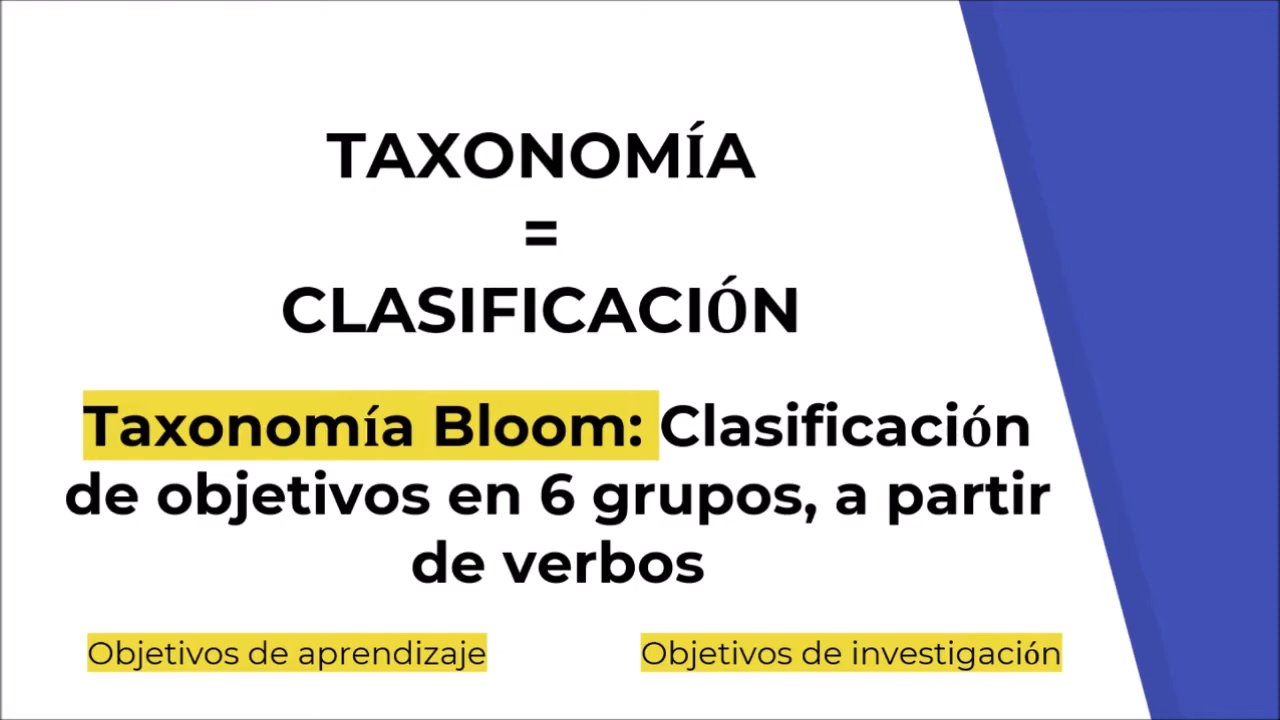 TAXONOMÍA
=
CLASIFICACIÓN
Taxonomía Bloom: Clasificación
de objetivos en 6 grupos, a partir
de verbos
Objetivos de aprendizaje
Objetivos de investigación